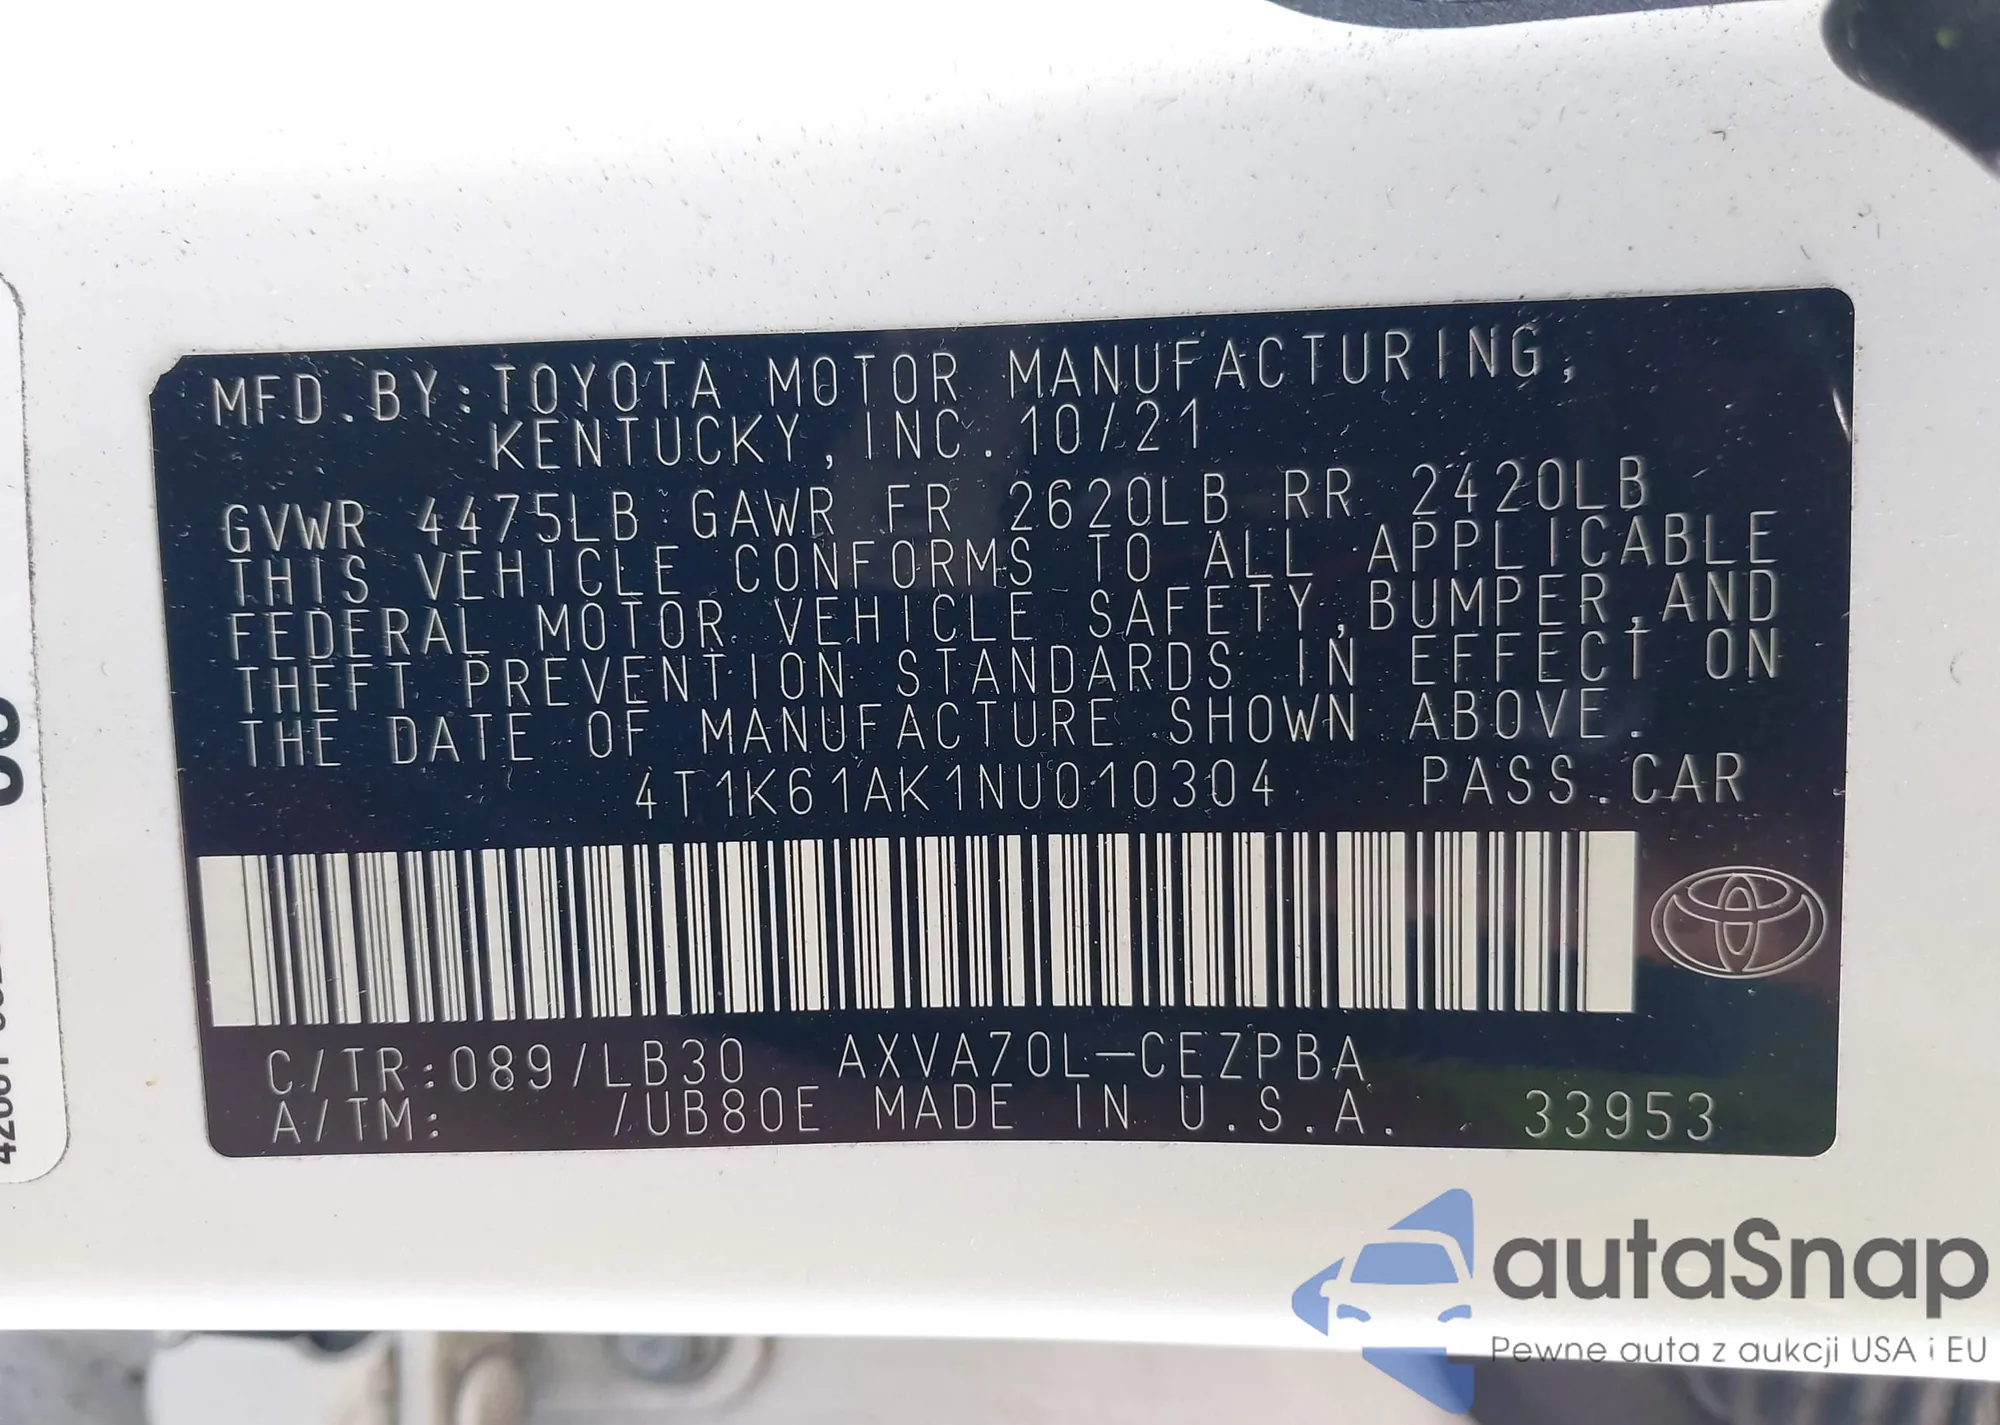 MFD.BY:TOYOTA MOTOR MANUFACTURING,
KENTUCKY, INC. 10/21
GVWR 4475LB GAWR FR 2620LB RR 2420LB
THIS VEHICLE CONFORMS TO ALL APPLICABLE
FEDERAL MOTOR VEHICLE SAFETY,BUMPER,AND
THEFT PREVENTION STANDARDS IN EFFECT ON
THE DATE OF MANUFACTURE SHOWN ABOVE.
4T1K61AK1NU010304 PASS.CAR
C/TR:089/LB30 AXVA70L-CEZPBA
A/TM: /UB80E MADE IN U.S.A. 33953
autaSnap
Pewne auta z aukcji USA i EU